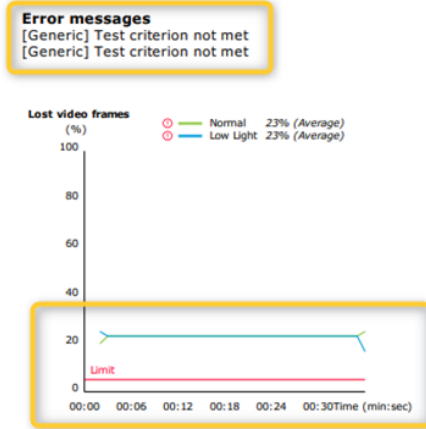 Error messages
[Generic] Test criterion not met
[Generic] Test criterion not met
Lost video frames
(%)
Normal 23% (Average)
Low Light 23% (Average)
100
80
60
40
20
Limit
0
00:00 00:06 00:12 00:18 00:24 00:30Time (min:sec)